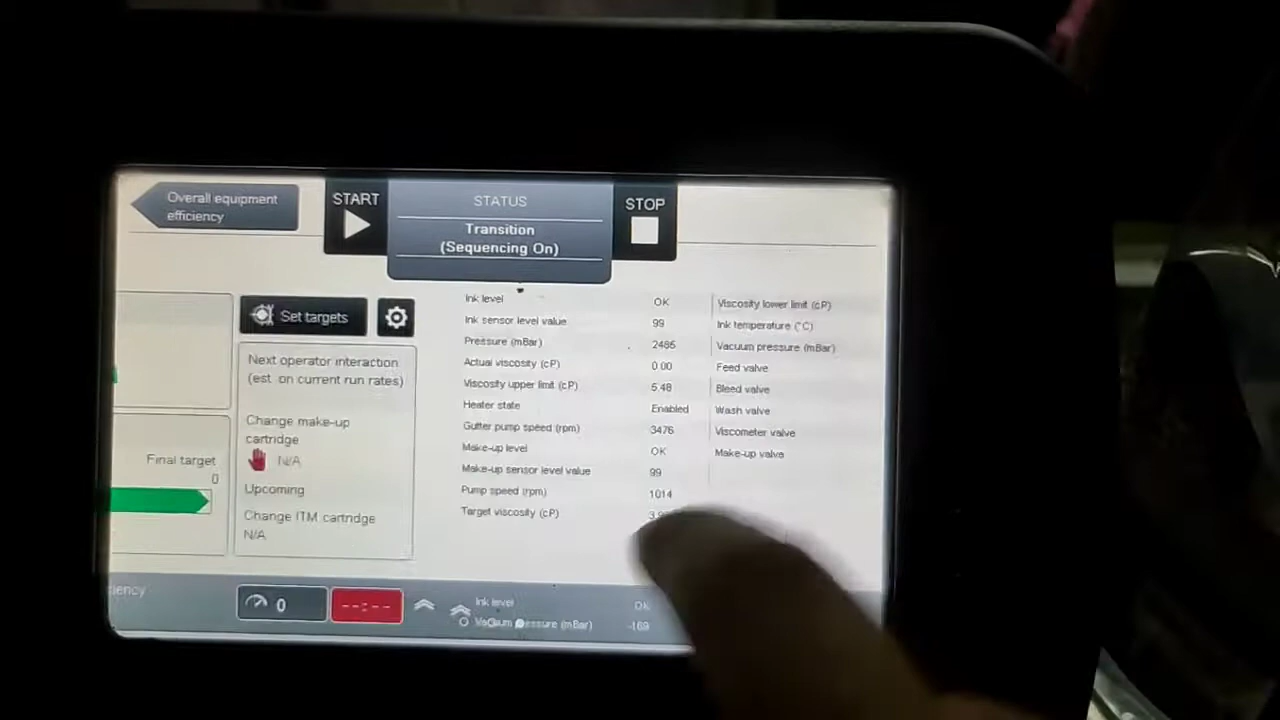 Overall equipment
efficiency
START
STATUS
Transition
(Sequencing On)
STOP
Set targets
Next operator interaction
(est. on current run rates)
Change make-up
cartridge
N/A
Upcoming
Change ITM cartridge
N/A
Final target
0
Ink level OK
Ink sensor level value 99
Pressure (mBar) 2485
Actual viscosity (cP) 0.00
Viscosity upper limit (cP) 5.48
Heater state Enabled
Gutter pump speed (rpm) 3476
Make-up level OK
Make-up sensor level value 99
Pump speed (rpm) 1014
Target viscosity (cP)
Viscosity lower limit (cP)
Ink temperature (°C)
Vacuum pressure (mBar)
Feed valve
Bleed valve
Wash valve
Viscometer valve
Make-up valve
0
--:--
Ink level OK
Vacuum pressure (mBar) -169